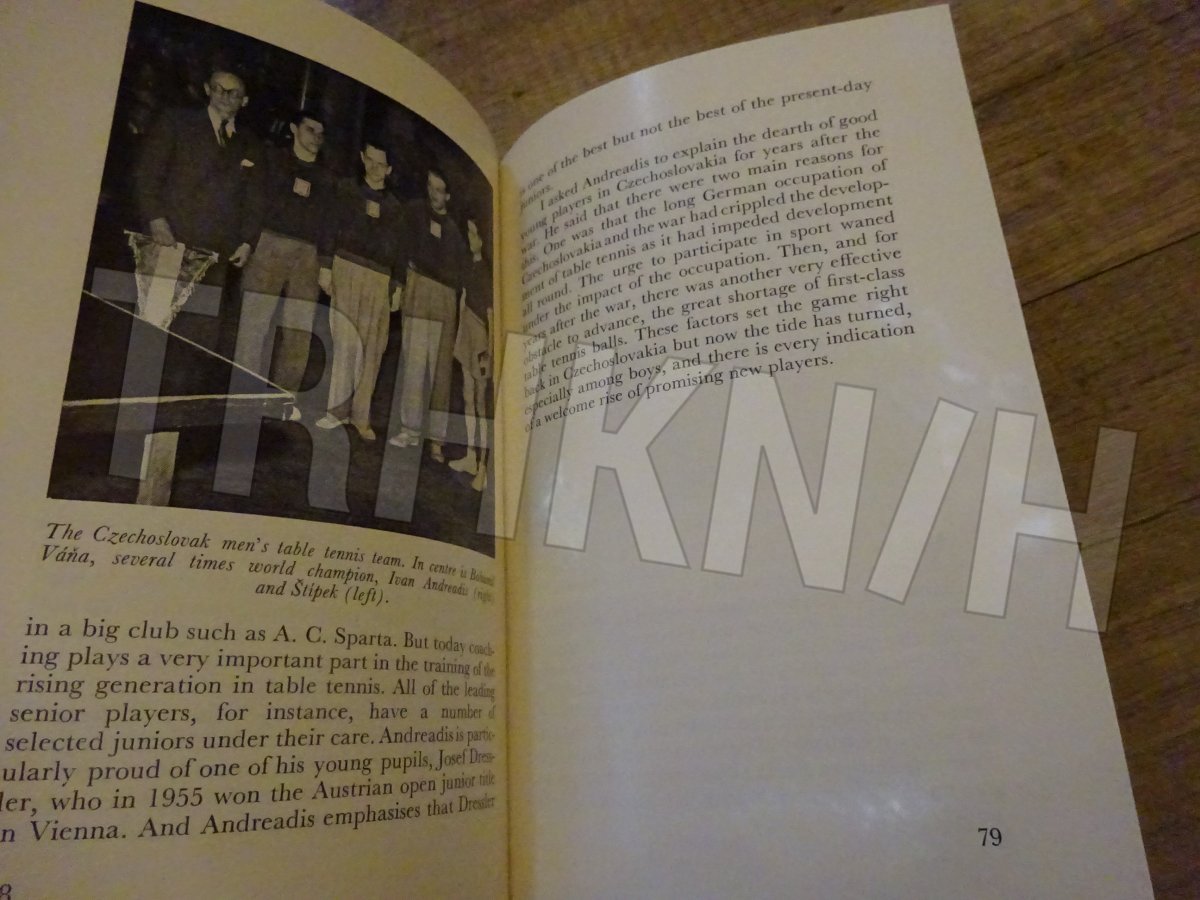 The Czechoslovak men's table tennis team. In centre is Bohumil
Váňa, several times world champion, Ivan Andreadis (right)
and Štípek (left).
in a big club such as A. C. Sparta. But today coach-
ing plays a very important part in the training of the
rising generation in table tennis. All of the leading
senior players, for instance, have a number of
selected juniors under their care. Andreadis is partic-
ularly proud of one of his young pupils, Josef Dress-
ler, who in 1955 won the Austrian open junior title
in Vienna. And Andreadis emphasises that Dressler
8
is one of the best but not the best of the present-day
juniors.
I asked Andreadis to explain the dearth of good
young players in Czechoslovakia for years after the
war. He said that there were two main reasons for
this. One was that the long German occupation of
Czechoslovakia and the war had crippled the develop-
ment of table tennis as it had impeded development
all round. The urge to participate in sport waned
under the impact of the occupation. Then, and for
years after the war, there was another very effective
obstacle to advance, the great shortage of first-class
table tennis balls. These factors set the game right
back in Czechoslovakia but now the tide has turned,
especially among boys, and there is every indication
of a welcome rise of promising new players.
79
TRH/KN/H